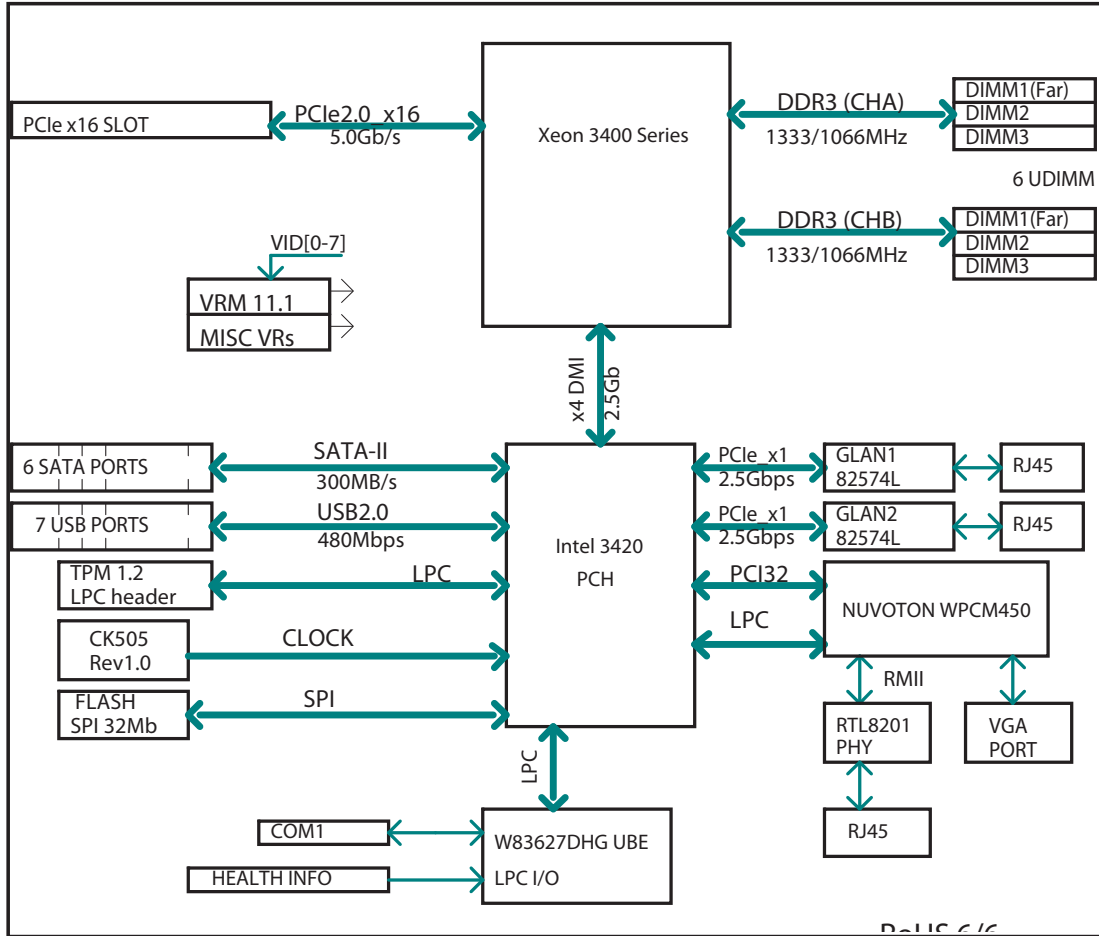 PCIe x16 SLOT
PCIe2.0_x16
5.0Gb/s
Xeon 3400 Series
DDR3 (CHA)
1333/1066MHz
DIMM1(Far)
DIMM2
DIMM3
6 UDIMM
DDR3 (CHB)
1333/1066MHz
DIMM1(Far)
DIMM2
DIMM3
VID[0-7]
VRM 11.1
MISC VRs
x4 DMI
2.5Gb
6 SATA PORTS
SATA-II
300MB/s
7 USB PORTS
USB2.0
480Mbps
TPM 1.2
LPC header
LPC
CK505
Rev1.0
CLOCK
FLASH
SPI 32Mb
SPI
Intel 3420
PCH
PCIe_x1
2.5Gbps
GLAN1
82574L
RJ45
PCIe_x1
2.5Gbps
GLAN2
82574L
RJ45
PCI32
LPC
NUVOTON WPCM450
RMII
RTL8201
PHY
VGA
PORT
RJ45
LPC
COM1
HEALTH INFO
W83627DHG UBE
LPC I/O
RoHS 6/6